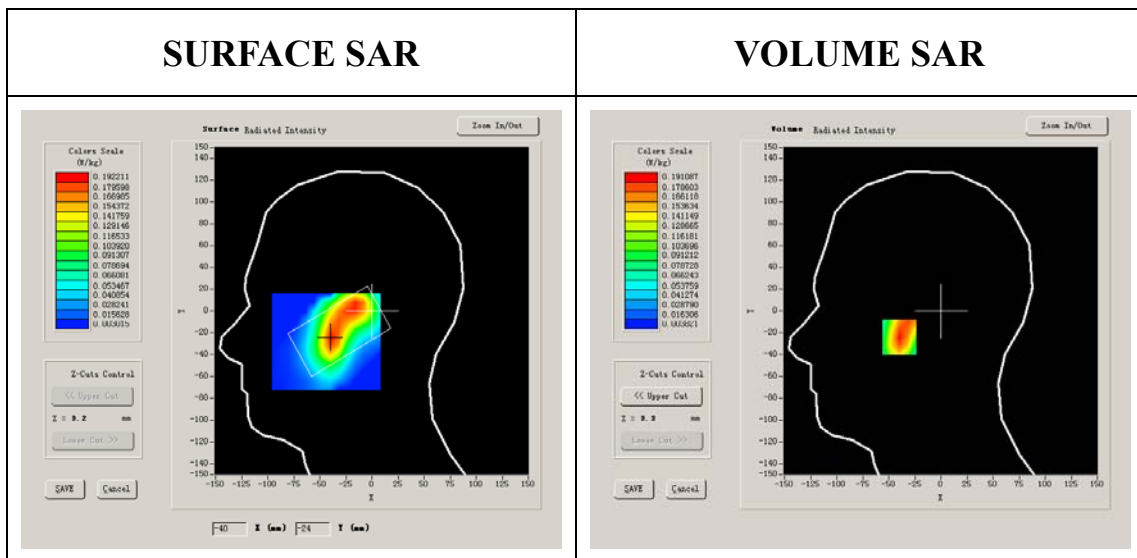 SURFACE SAR
VOLUME SAR
Surface Radiated Intensity
Zoom In/Out
Colors Scale
(W/kg)
0.192211
0.179598
0.166985
0.154372
0.141759
0.129146
0.116533
0.103920
0.091307
0.078694
0.066081
0.053467
0.040854
0.028241
0.015628
0.003015
150
140
120
100
80
60
40
20
0
-20
-40
-60
-80
-100
-120
-140
-150
Y
-150 -125 -100 -75 -50 -25 0 25 50 75 100 125 150
X
Z-Cuts Control
<< Upper Cut
Z = 3.2 mm
Lower Cut >>
SAVE Cancel
-40 X (mm) -24 Y (mm)
Volume Radiated Intensity
Zoom In/Out
Colors Scale
(W/kg)
0.191087
0.178603
0.166118
0.153634
0.141149
0.128665
0.116181
0.103696
0.091212
0.078728
0.066243
0.053759
0.041274
0.028790
0.016306
0.003821
150
140
120
100
80
60
40
20
0
-20
-40
-60
-80
-100
-120
-140
-150
Y
-150 -125 -100 -75 -50 -25 0 25 50 75 100 125 150
X
Z-Cuts Control
<< Upper Cut
Z = 3.3 mm
Lower Cut >>
SAVE Cancel